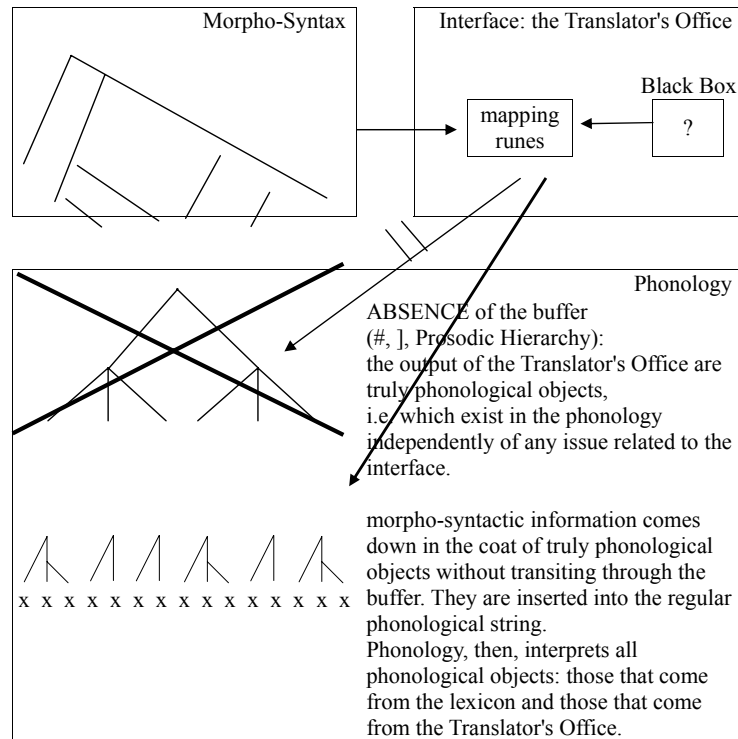 Morpho-Syntax
Interface: the Translator's Office
Black Box
mapping
runes
?
Phonology
ABSENCE of the buffer
(#, ], Prosodic Hierarchy):
the output of the Translator's Office are
truly phonological objects,
i.e. which exist in the phonology
independently of any issue related to the
interface.
morpho-syntactic information comes
down in the coat of truly phonological
objects without transiting through the
buffer. They are inserted into the regular
phonological string.
Phonology, then, interprets all
phonological objects: those that come
from the lexicon and those that come
from the Translator's Office.
x x x x x x x x x x x x x x x